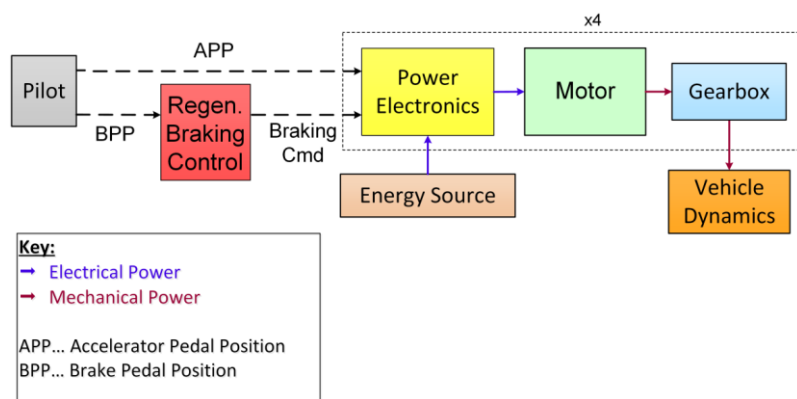 x4
APP
Pilot
BPP
Regen.
Braking
Control
Braking
Cmd
Power
Electronics
Motor
Gearbox
Energy Source
Vehicle
Dynamics
Key:
Electrical Power
Mechanical Power
APP... Accelerator Pedal Position
BPP... Brake Pedal Position